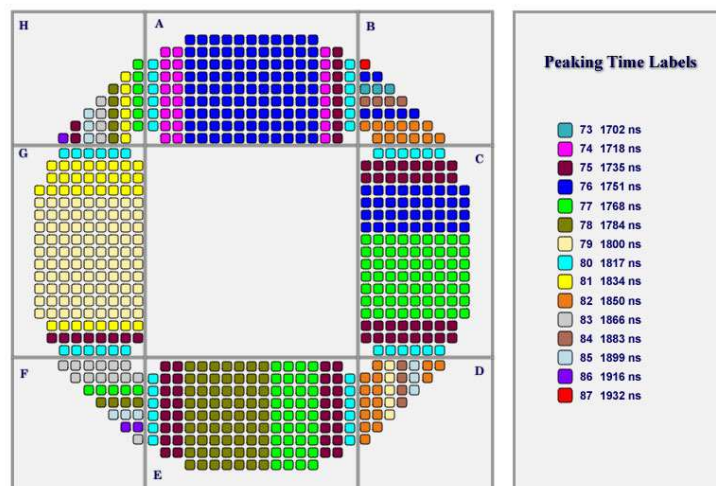 H
A
B
Peaking Time Labels
73 1702 ns
74 1718 ns
75 1735 ns
G
C
76 1751 ns
77 1768 ns
78 1784 ns
79 1800 ns
80 1817 ns
81 1834 ns
82 1850 ns
83 1866 ns
84 1883 ns
85 1899 ns
86 1916 ns
87 1932 ns
F
D
E